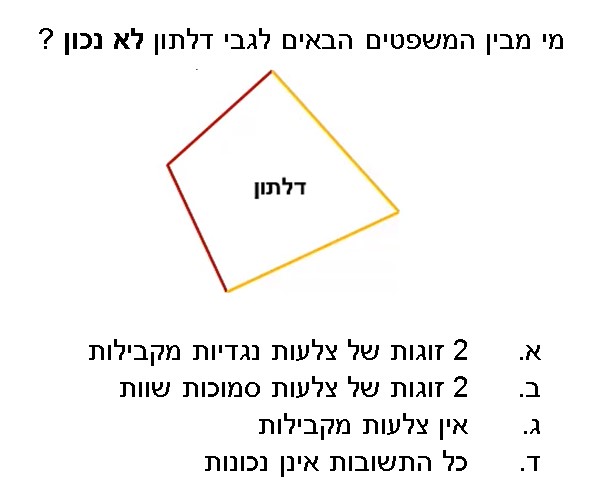 מי מבין המשפטים הבאים לגבי דלתון לא נכון ?
דלתון
א. 2 זוגות של צלעות נגדיות מקבילות
ב. 2 זוגות של צלעות סמוכות שוות
ג. אין צלעות מקבילות
ד. כל התשובות אינן נכונות